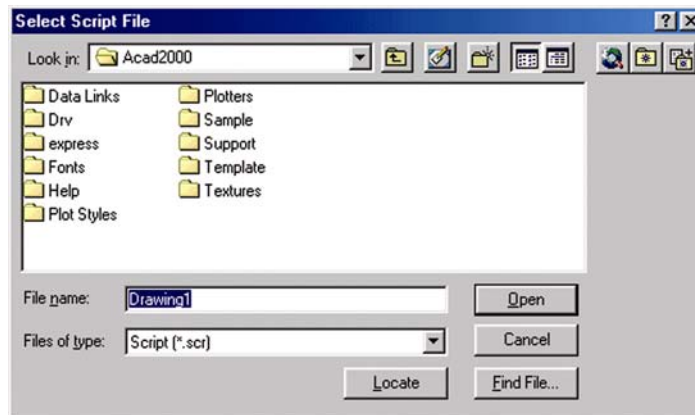 Select Script File
Look in: Acad2000
Data Links Plotters
Drv Sample
express Support
Fonts Template
Help Textures
Plot Styles
File name: Drawing1 Open
Files of type: Script (*.scr) Cancel
Locate Find File...